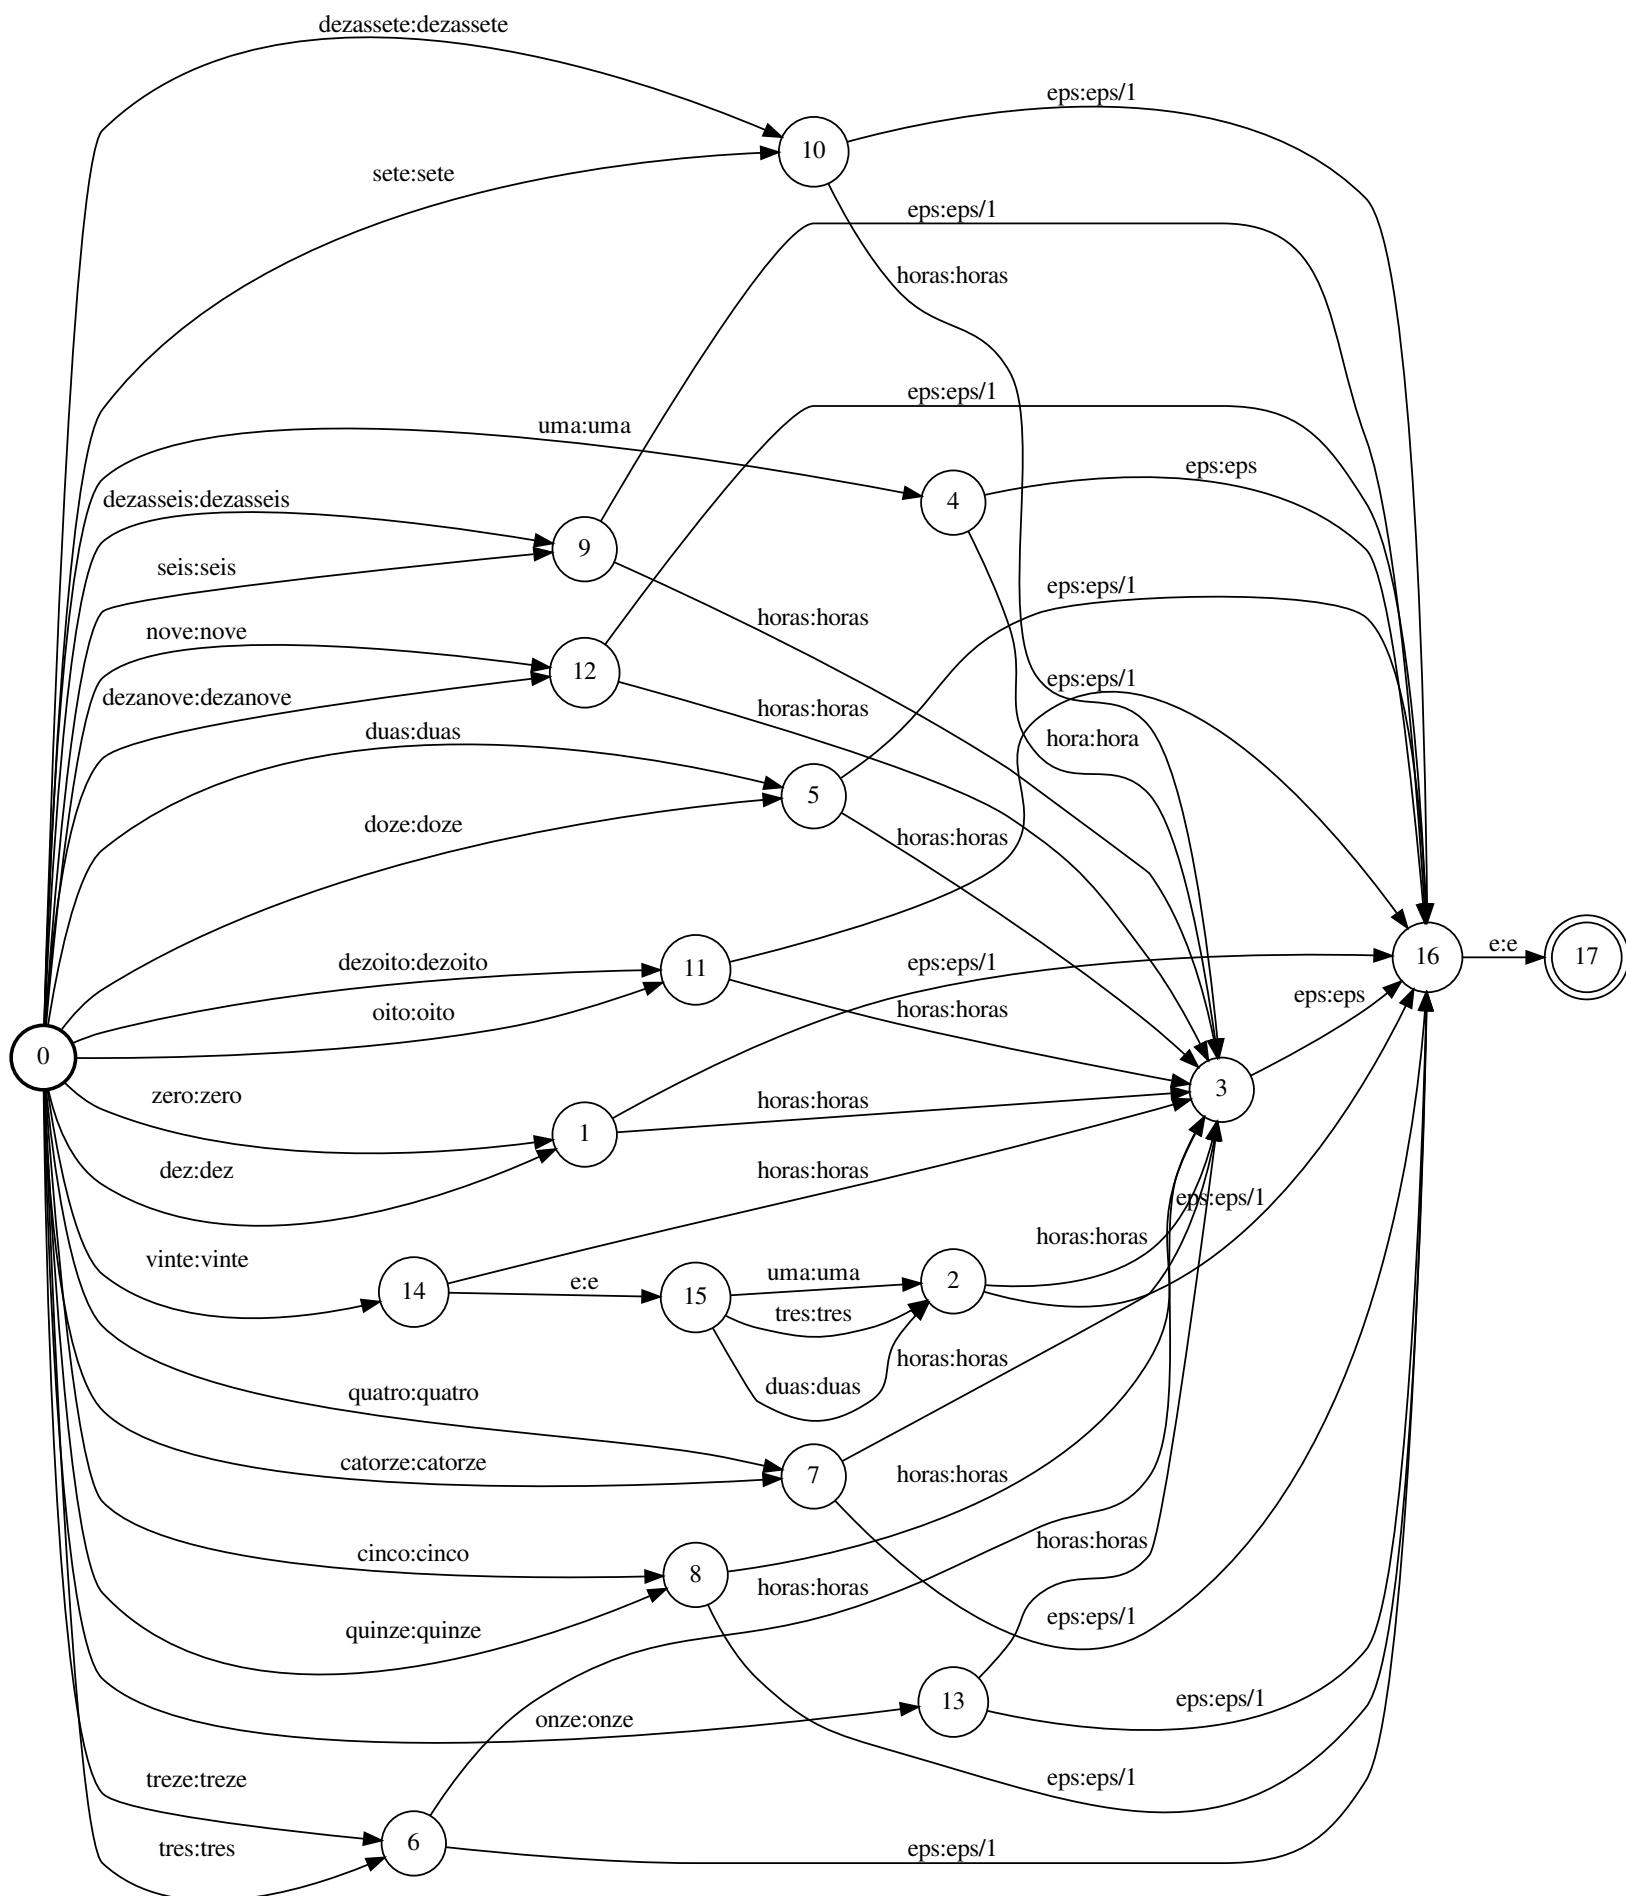 dezassete:dezassete
eps:eps/1
10
sete:sete
eps:eps/1
horas:horas
eps:eps/1
uma:uma
eps:eps
dezasseis:dezasseis
4
9
seis:seis
eps:eps/1
horas:horas
nove:nove
12
eps:eps/1
dezanove:dezanove
horas:horas
duas:duas
hora:hora
5
doze:doze
horas:horas
e:e
16
17
dezoito:dezoito
11
eps:eps/1
eps:eps
oito:oito
horas:horas
0
3
zero:zero
horas:horas
1
dez:dez
horas:horas
eps:eps/1
horas:horas
vinte:vinte
uma:uma
2
e:e
14
15
tres:tres
horas:horas
duas:duas
quatro:quatro
catorze:catorze
7
horas:horas
horas:horas
cinco:cinco
8
horas:horas
eps:eps/1
quinze:quinze
13
eps:eps/1
onze:onze
treze:treze
eps:eps/1
6
tres:tres
eps:eps/1